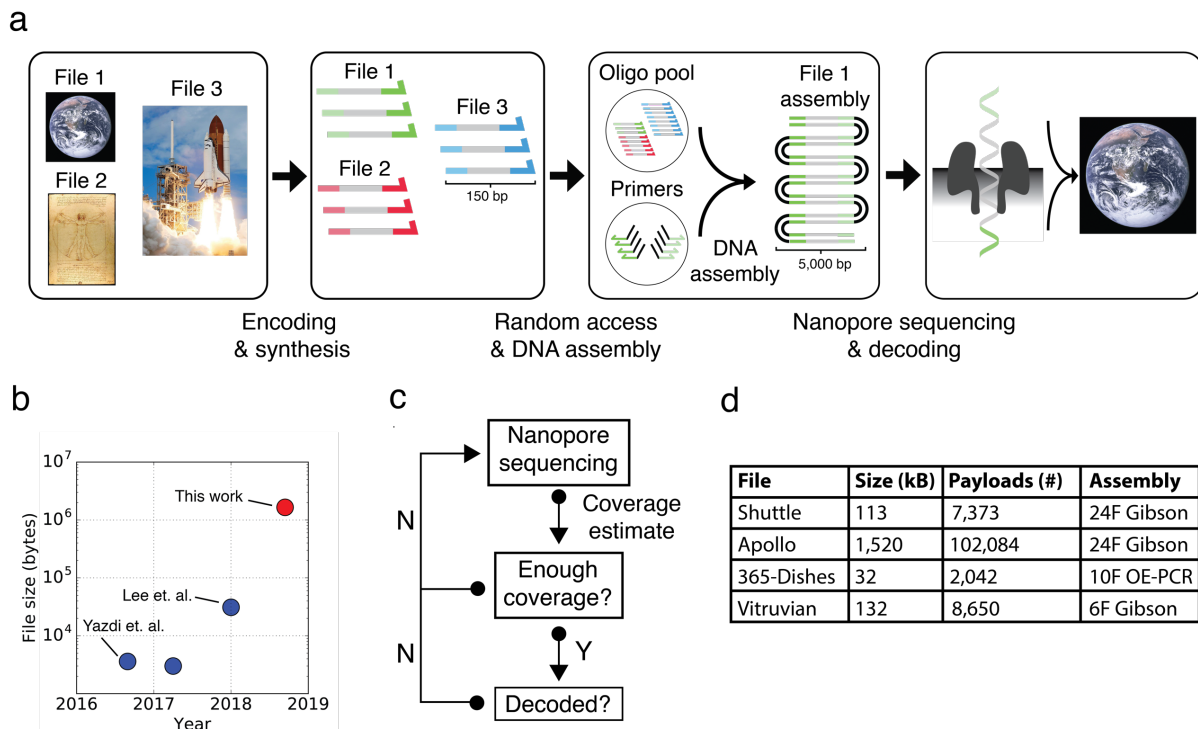 a
File 1
File 3
File 2
File 1
File 3
File 2
150 bp
Oligo pool
File 1
assembly
Primers
DNA
assembly
5,000 bp
Encoding
& synthesis
Random access
& DNA assembly
Nanopore sequencing
& decoding
b
File size (bytes)
10^7
10^6
10^5
10^4
This work
Lee et. al.
Yazdi et. al.
2016 2017 2018 2019
Year
c
Nanopore
sequencing
Coverage
estimate
N
Enough
coverage?
N
Y
Decoded?
d
File Size (kB) Payloads (#) Assembly
Shuttle 113 7,373 24F Gibson
Apollo 1,520 102,084 24F Gibson
365-Dishes 32 2,042 10F OE-PCR
Vitruvian 132 8,650 6F Gibson